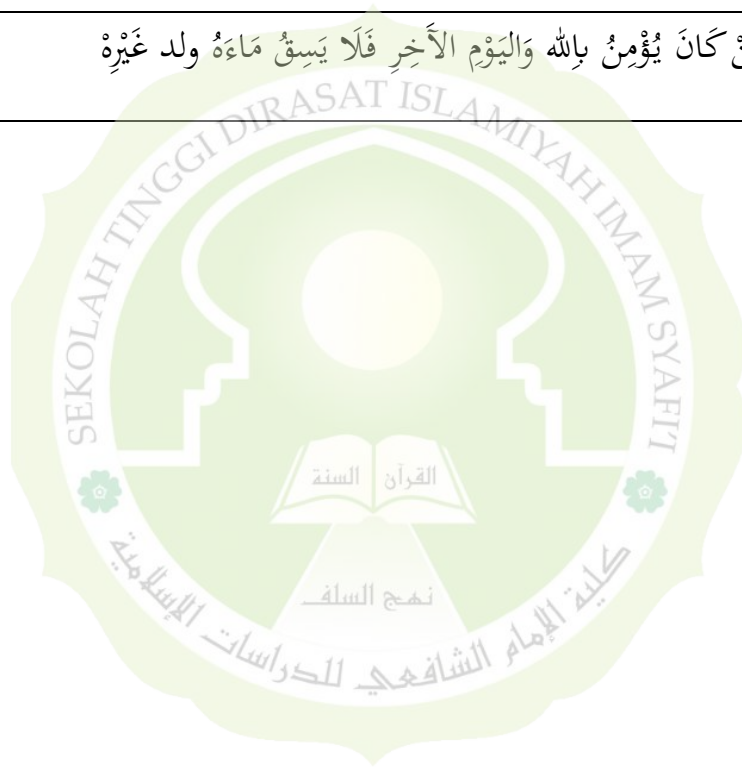 كَانَ يُؤْمِنُ بِالله وَاليَوْمِ الآَخِرِ فَلَا يَسِقُ مَاءَهُ ولد غَيْرِهْ
SEKOLAH TINGGI DIRASAT ISLAMIYAH IMAM SYAFI'I
القرآن السنة
نهج السلف
كلية الإمام الشافعي للدراسات الإسلامية